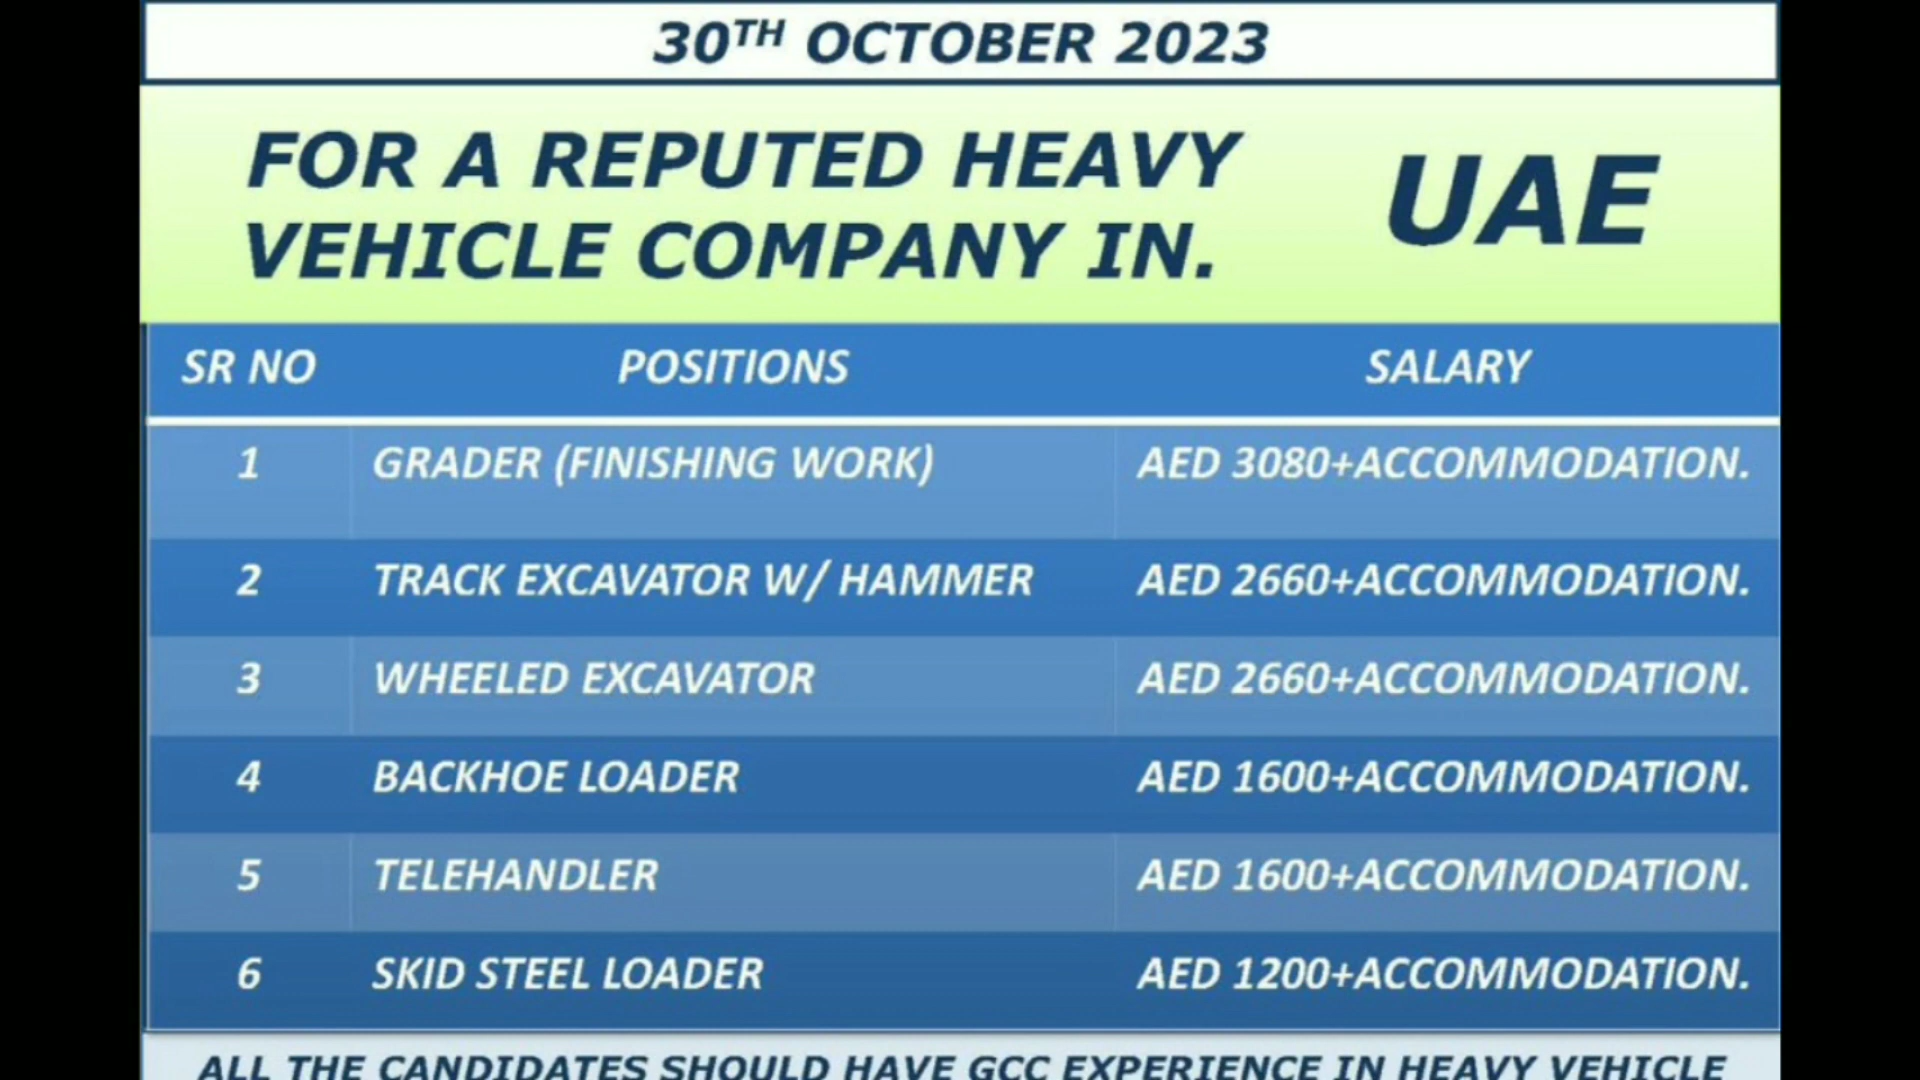 30TH OCTOBER 2023
FOR A REPUTED HEAVY
VEHICLE COMPANY IN.
UAE
SR NO POSITIONS SALARY
1 GRADER (FINISHING WORK) AED 3080+ACCOMMODATION.
2 TRACK EXCAVATOR W/ HAMMER AED 2660+ACCOMMODATION.
3 WHEELED EXCAVATOR AED 2660+ACCOMMODATION.
4 BACKHOE LOADER AED 1600+ACCOMMODATION.
5 TELEHANDLER AED 1600+ACCOMMODATION.
6 SKID STEEL LOADER AED 1200+ACCOMMODATION.
ALL THE CANDIDATES SHOULD HAVE GCC EXPERIENCE IN HEAVY VEHICLE